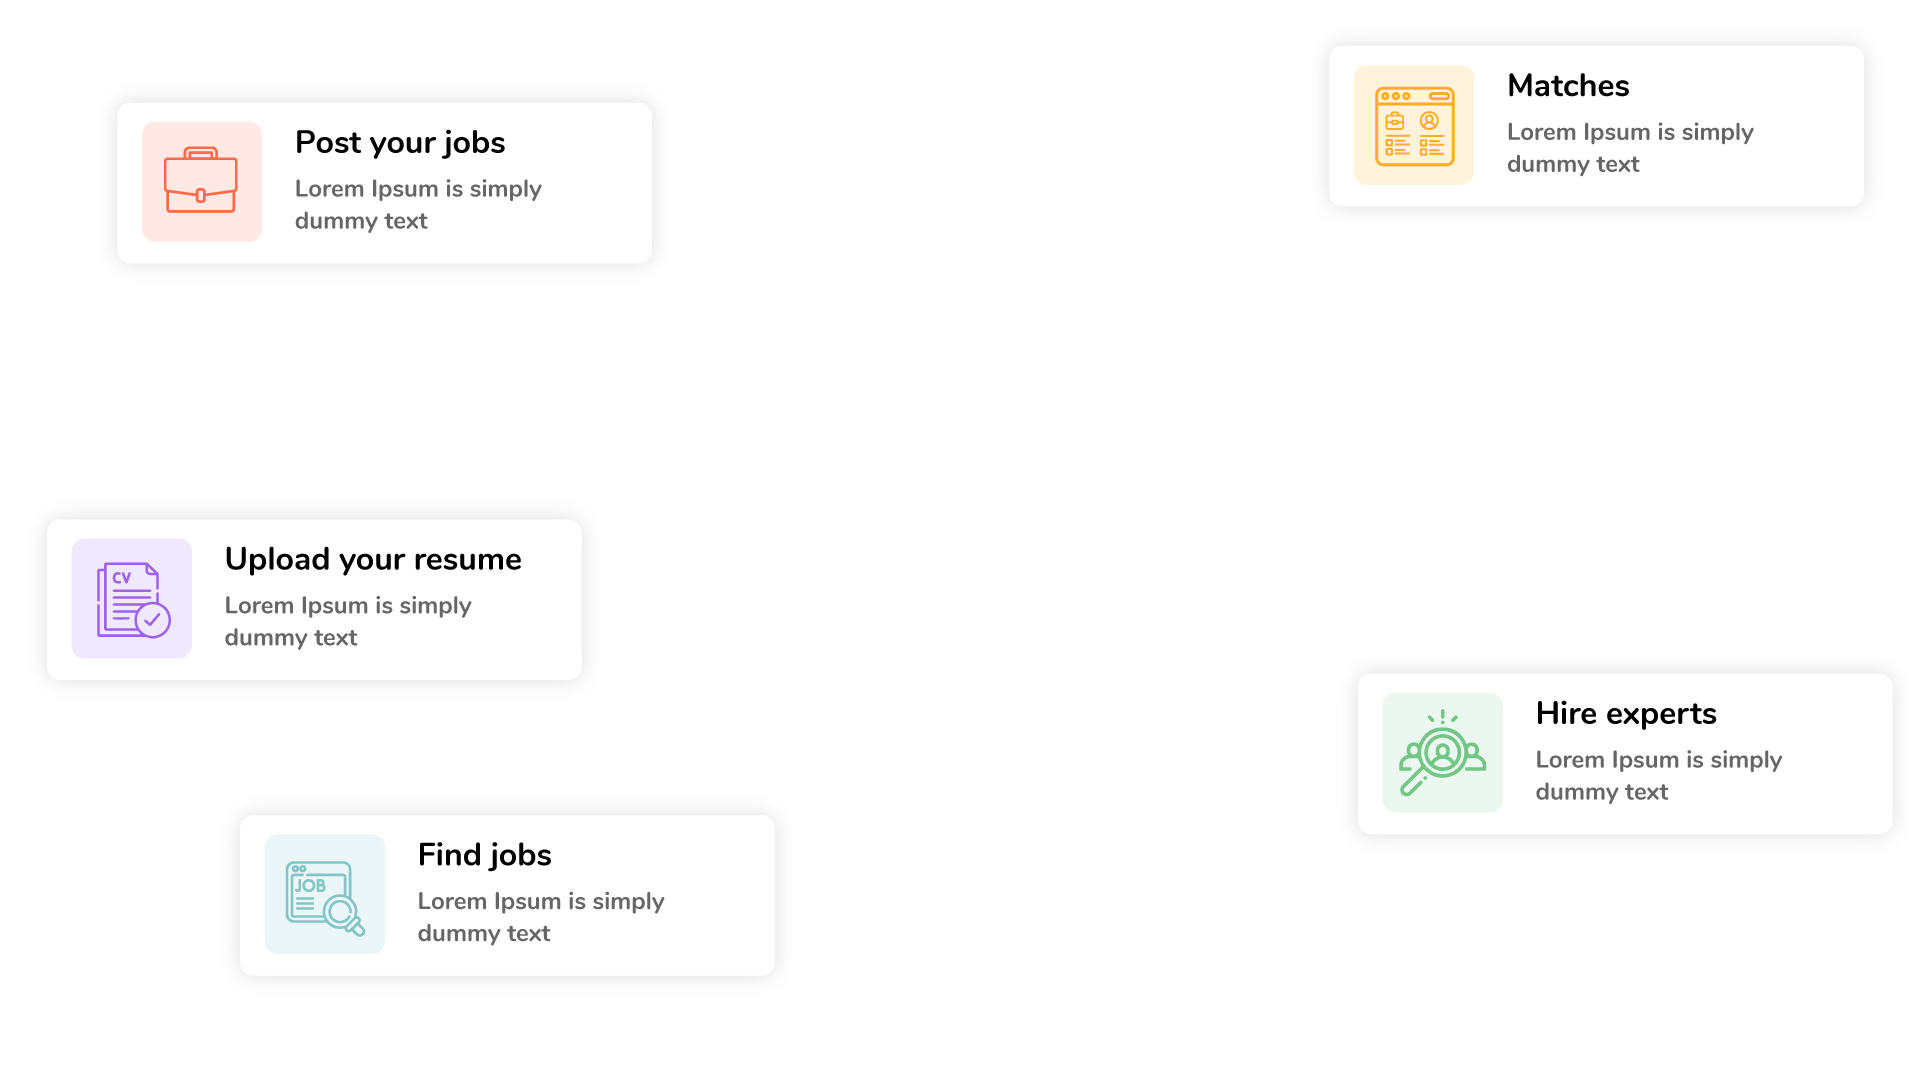 Matches
Lorem Ipsum is simply
dummy text
Post your jobs
Lorem Ipsum is simply
dummy text
Upload your resume
Lorem Ipsum is simply
dummy text
CV
Hire experts
Lorem Ipsum is simply
dummy text
Find jobs
Lorem Ipsum is simply
dummy text
JOB